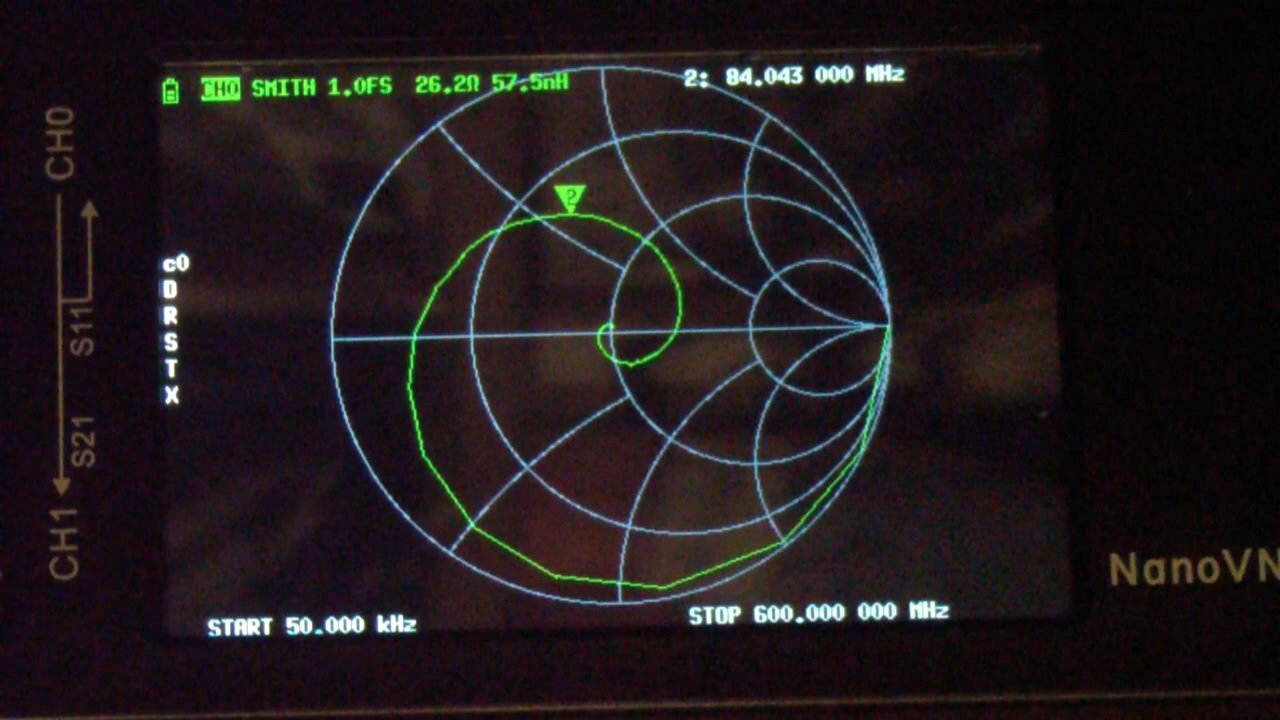 CH0 SMITH 1.0FS 26.2Ω 57.5nH 2: 84.043 000 MHz
2
c0
D
R
S
T
X
CH0
S11
S21
CH1
NanoVN
START 50.000 kHz STOP 600.000 000 MHz